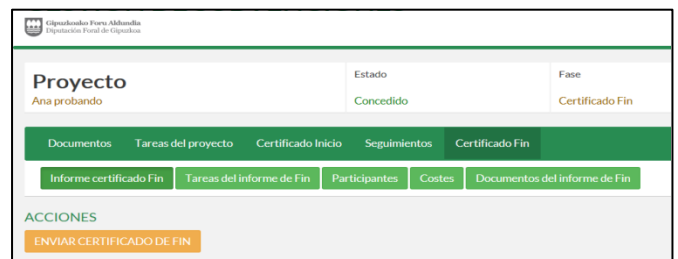 Gipuzkoako Foru Aldundia
Diputación Foral de Gipuzkoa
Proyecto
Ana probando
Estado
Concedido
Fase
Certificado Fin
Documentos Tareas del proyecto Certificado Inicio Seguimientos Certificado Fin
Informe certificado Fin Tareas del informe de Fin Participantes Costes Documentos del informe de Fin
ACCIONES
ENVIAR CERTIFICADO DE FIN